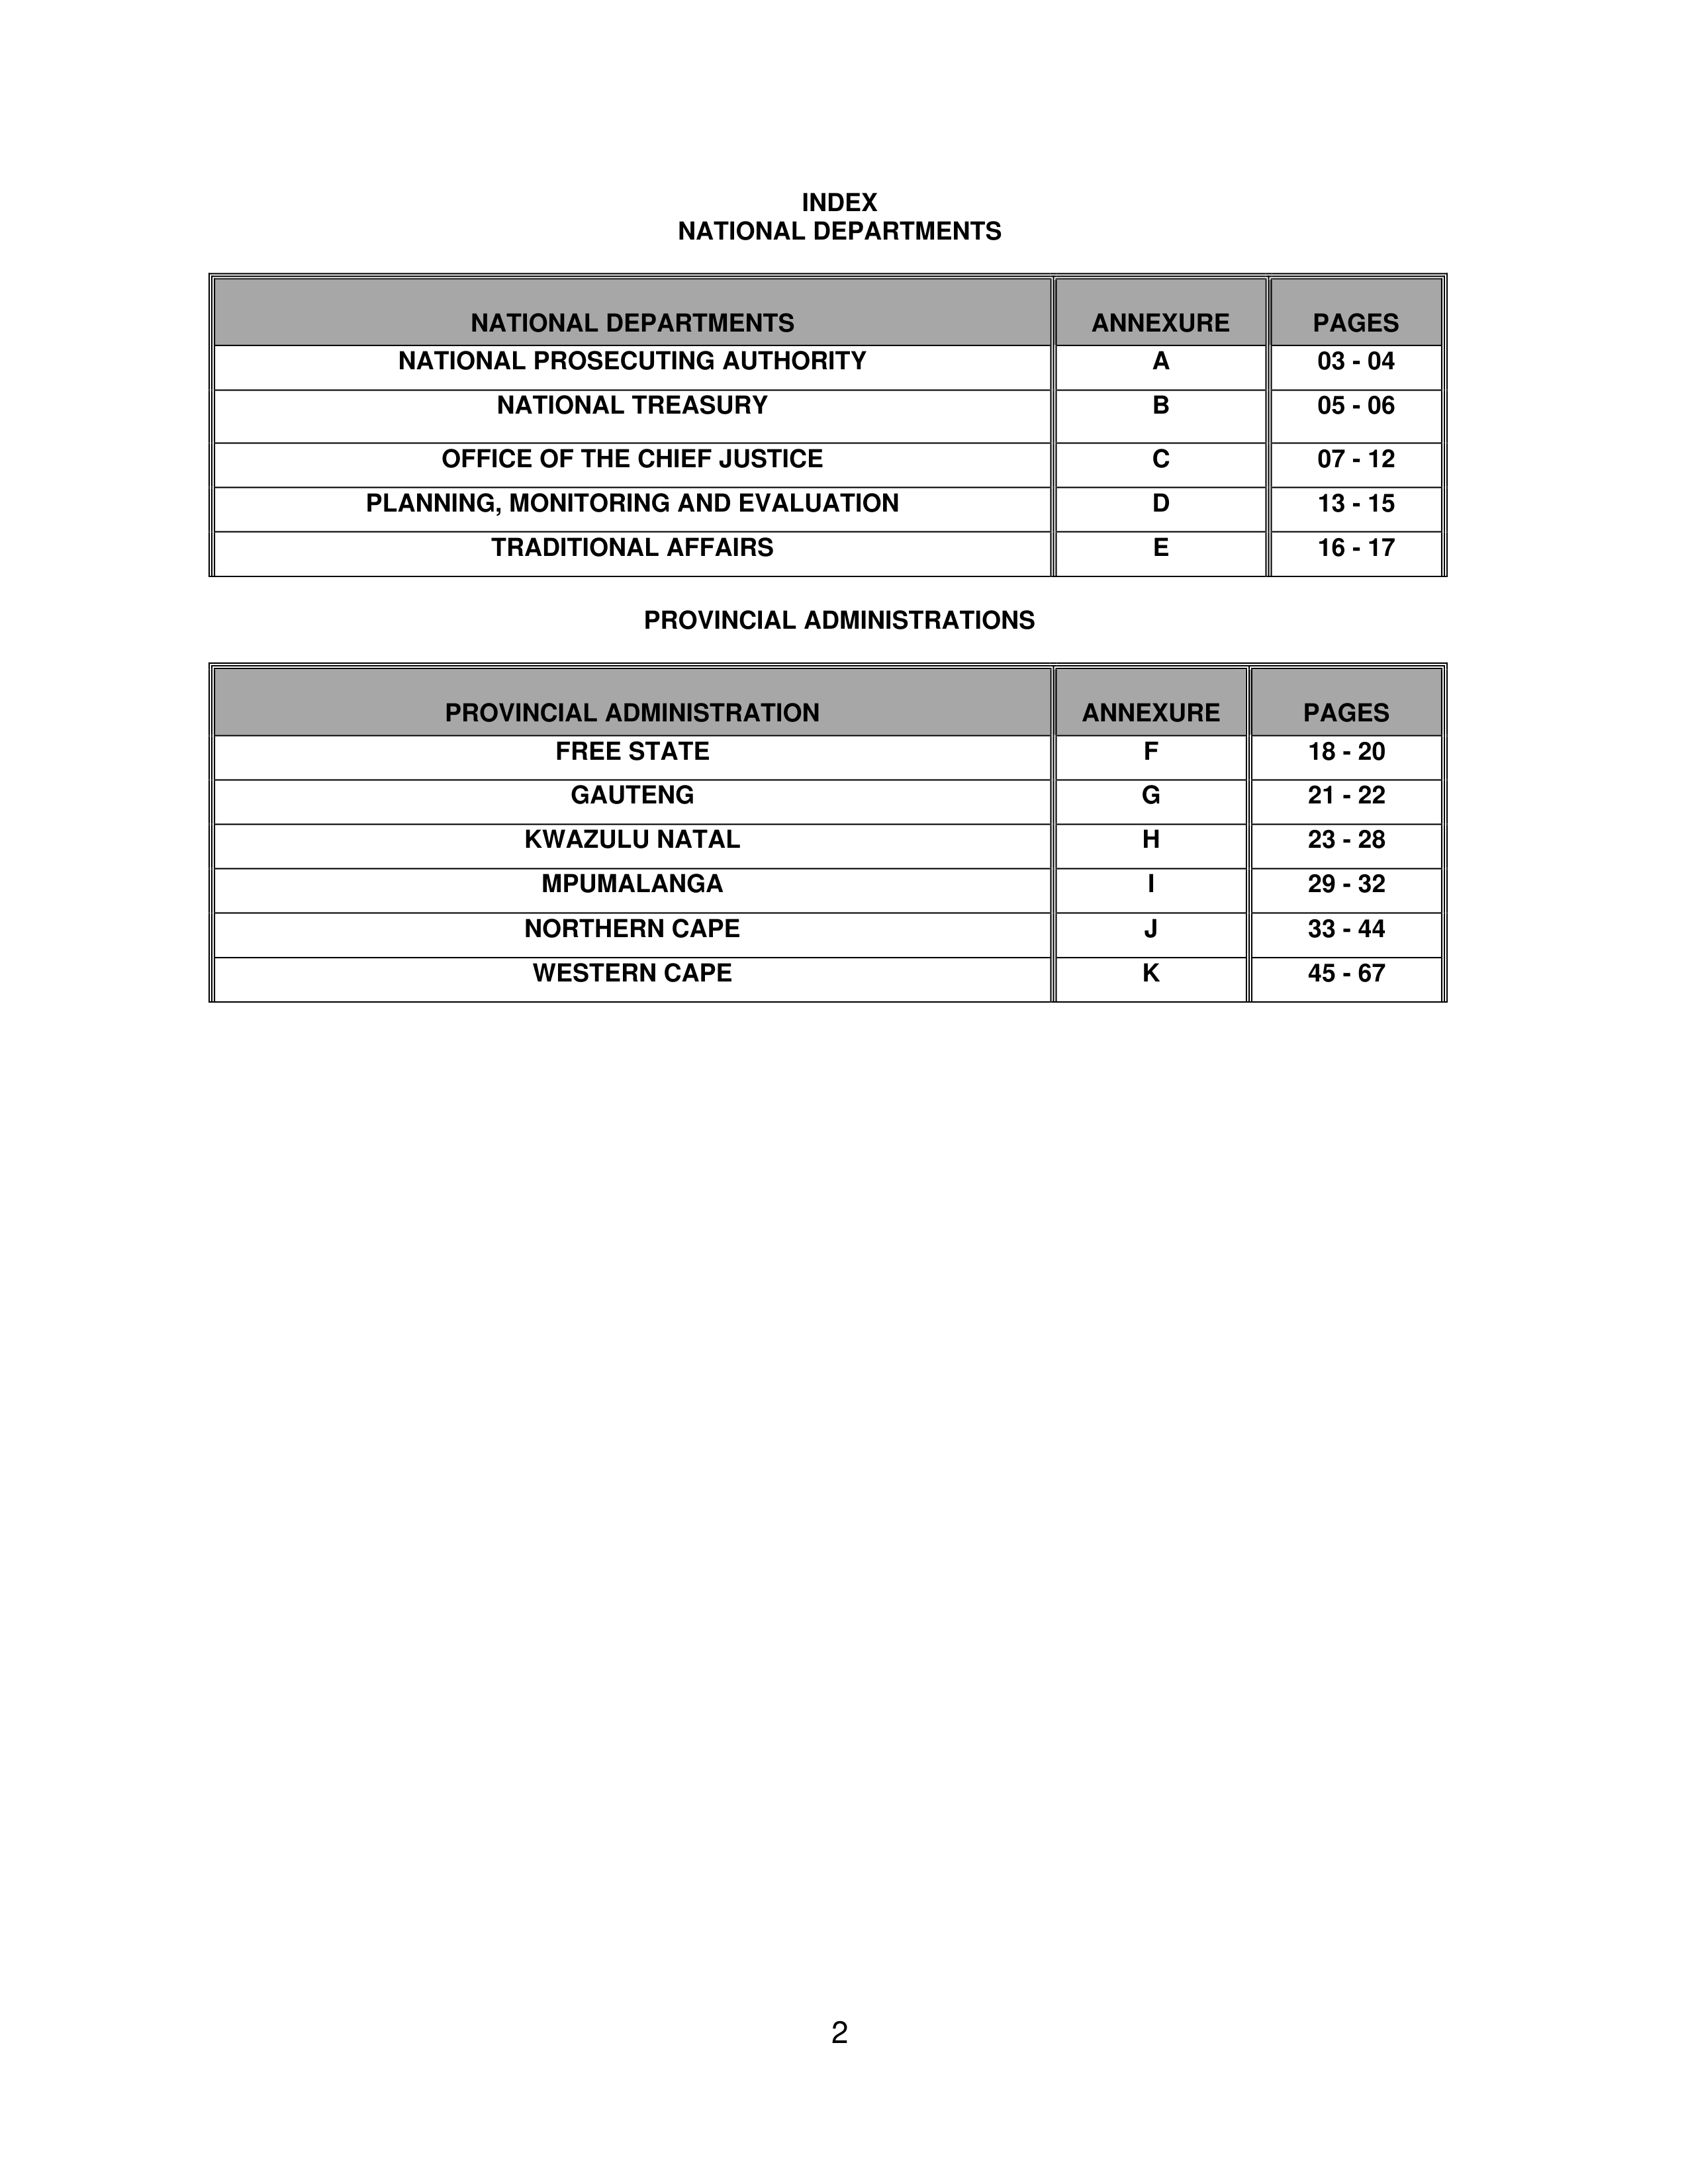 INDEX
NATIONAL DEPARTMENTS
NATIONAL DEPARTMENTS ANNEXURE PAGES
NATIONAL PROSECUTING AUTHORITY A 03 - 04
NATIONAL TREASURY B 05 - 06
OFFICE OF THE CHIEF JUSTICE C 07 - 12
PLANNING, MONITORING AND EVALUATION D 13 - 15
TRADITIONAL AFFAIRS E 16 - 17
PROVINCIAL ADMINISTRATIONS
PROVINCIAL ADMINISTRATION ANNEXURE PAGES
FREE STATE F 18 - 20
GAUTENG G 21 - 22
KWAZULU NATAL H 23 - 28
MPUMALANGA I 29 - 32
NORTHERN CAPE J 33 - 44
WESTERN CAPE K 45 - 67
2